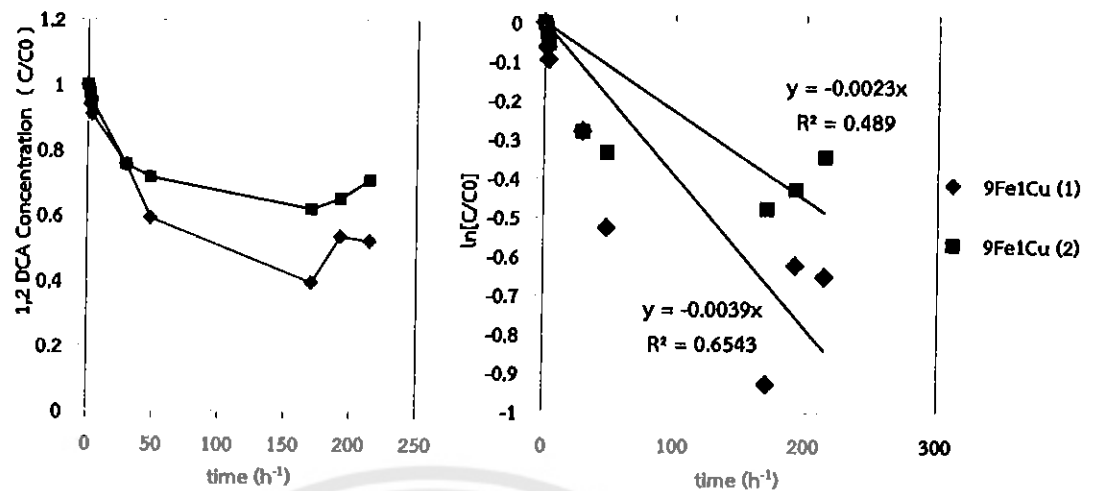 1,2 DCA Concentration ( C/C0)
1.2
1
0.8
0.6
0.4
0.2
0
0
50
100
150
200
250
time (h⁻¹)
ln[C/C0]
0
-0.1
-0.2
-0.3
-0.4
-0.5
-0.6
-0.7
-0.8
-0.9
-1
0
100
200
300
time (h⁻¹)
y = -0.0023x
R² = 0.489
y = -0.0039x
R² = 0.6543
9Fe1Cu (1)
9Fe1Cu (2)